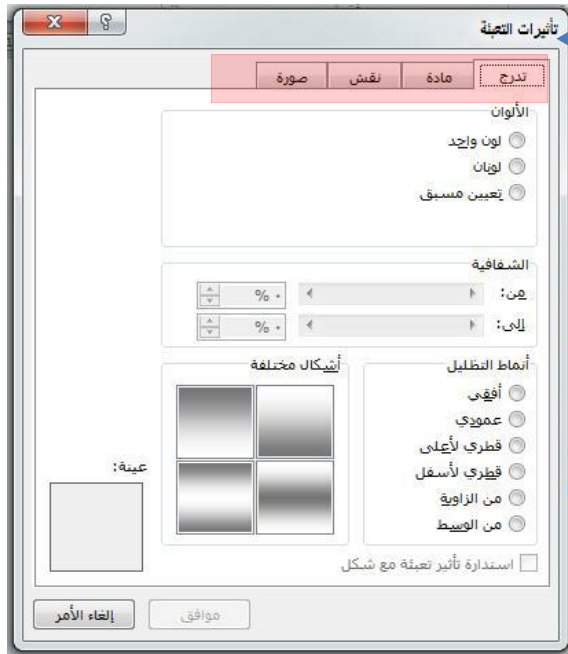 تأثيرات التعبئة
تدرج مادة نقش صورة
الألوان
لون واحد
لونان
تعيين مسبق
الشفافية
من: 0 %
إلى: 0 %
أنماط التظليل
أشكال مختلفة
أفقي
عمودي
قطري لأعلى
قطري لأسفل
من الزاوية
من الوسط
عينة:
استدارة تأثير تعبئة مع شكل
موافق إلغاء الأمر